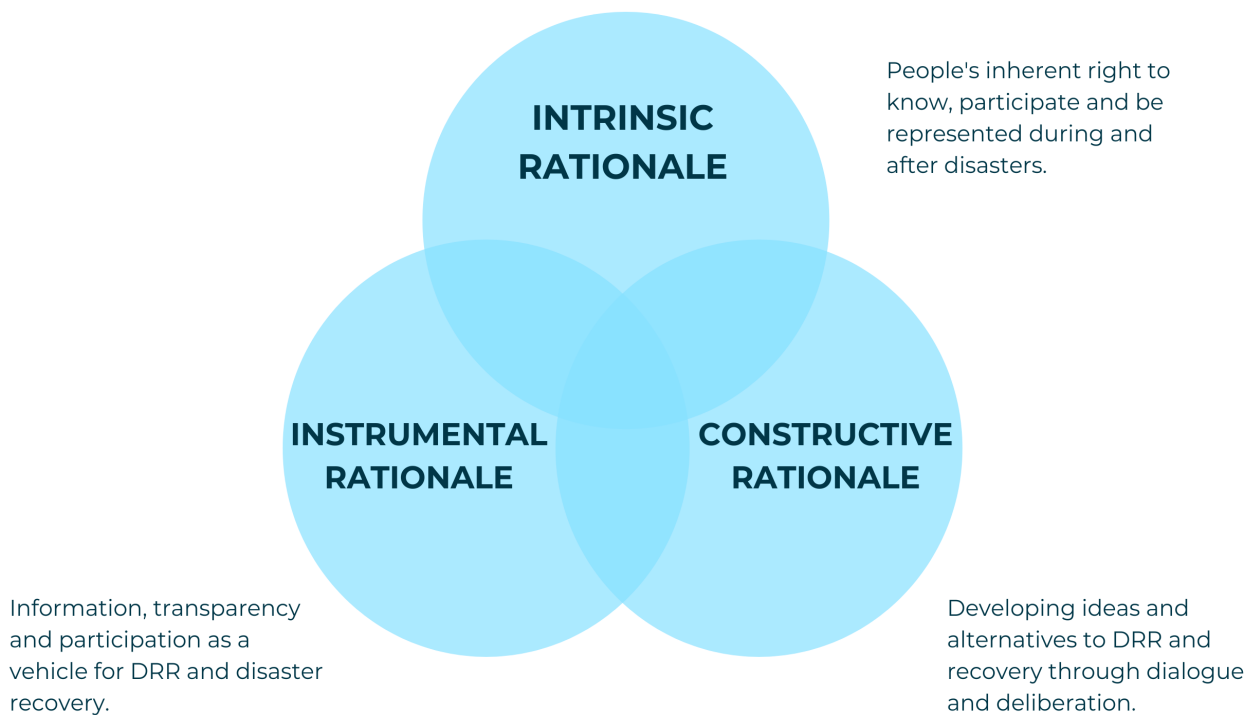 INTRINSIC
RATIONALE
People's inherent right to
know, participate and be
represented during and
after disasters.
INSTRUMENTAL
RATIONALE
CONSTRUCTIVE
RATIONALE
Information, transparency
and participation as a
vehicle for DRR and disaster
recovery.
Developing ideas and
alternatives to DRR and
recovery through dialogue
and deliberation.